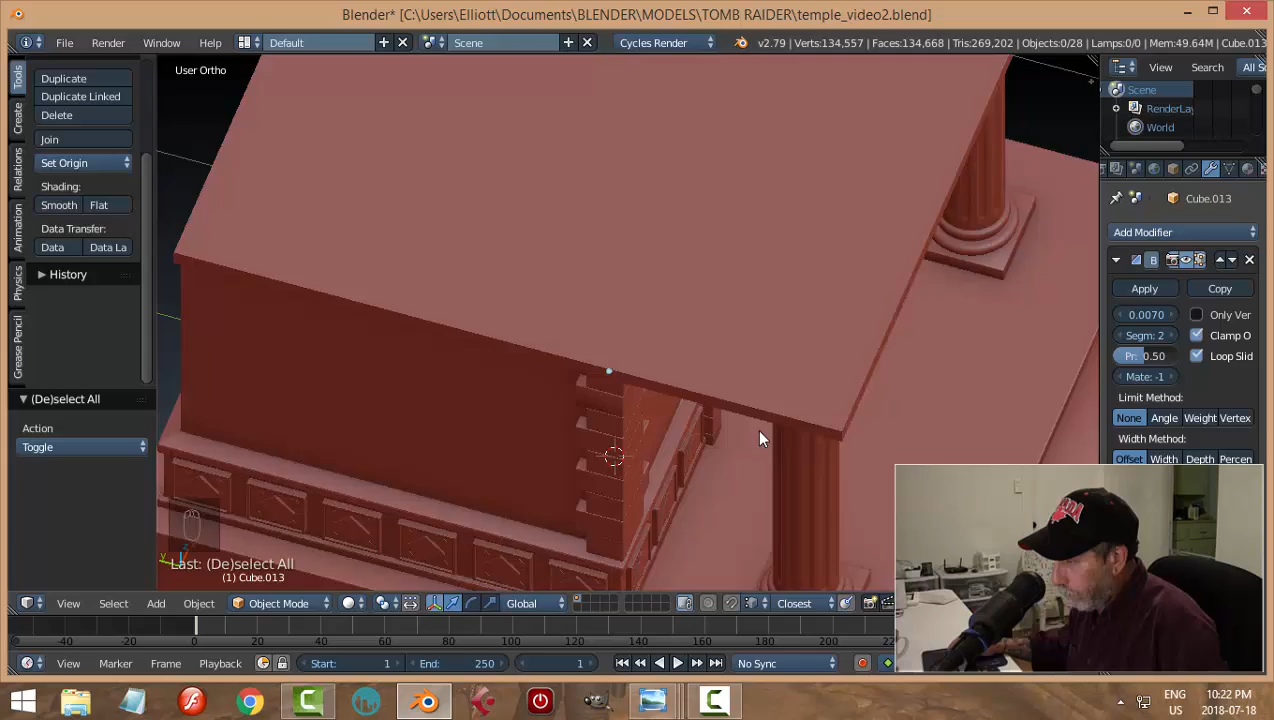 Blender* [C:\Users\Elliott\Documents\BLENDER\MODELS\TOMB RAIDER\temple_video2.blend]
File Render Window Help Default Scene Cycles Render v2.79 | Verts:134,557 | Faces:134,668 | Tris:269,202 | Objects:0/28 | Lamps:0/0 | Mem:49.64M | Cube.013
Tools
Create
Relations
Animation
Physics
Grease Pencil
Duplicate
Duplicate Linked
Delete
Join
Set Origin
Shading:
Smooth Flat
Data Transfer:
Data Data La
History
(De)select All
Action
Toggle
User Ortho
Last: (De)select All
(1) Cube.013
View Search All S
Scene
RenderLay
World
Cube.013
Add Modifier
B
Apply Copy
0.0070 Only Ver
Segm: 2 Clamp O
Pr: 0.50 Loop Slid
Mate: -1
Limit Method:
None Angle Weight Vertex
Width Method:
Offset Width Depth Percen
View Select Add Object Object Mode Global Closest
-40 -20 0 20 40 60 80 100 120 140 160 180 200 220 240 260 280
View Marker Frame Playback Start: 1 End: 250 1 No Sync
ENG 10:22 PM
US 2018-07-18